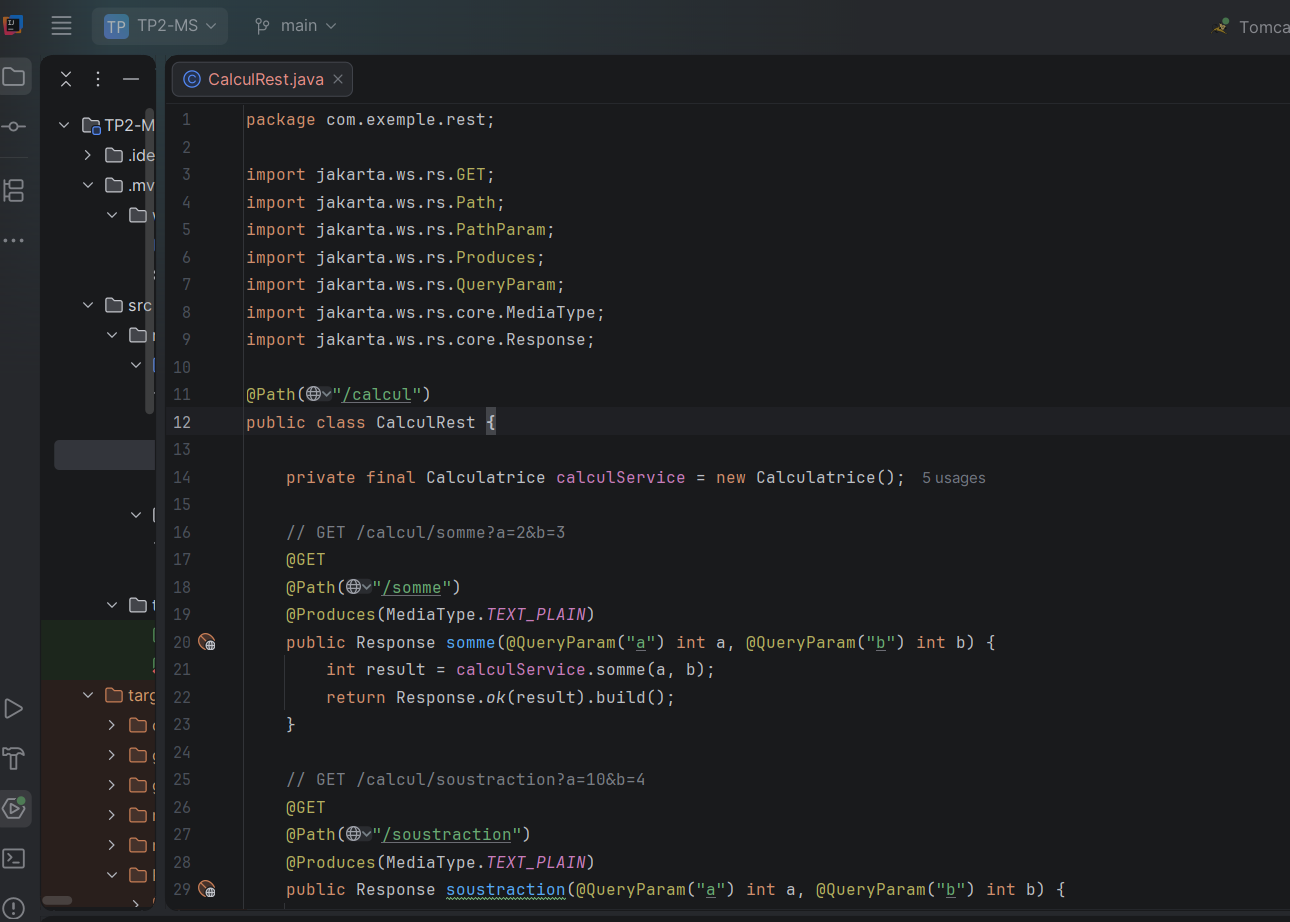 TP TP2-MS main Tomca
CalculRest.java
TP2-M
.ide
.mv
src
targ
1 package com.exemple.rest;
2
3 import jakarta.ws.rs.GET;
4 import jakarta.ws.rs.Path;
5 import jakarta.ws.rs.PathParam;
6 import jakarta.ws.rs.Produces;
7 import jakarta.ws.rs.QueryParam;
8 import jakarta.ws.rs.core.MediaType;
9 import jakarta.ws.rs.core.Response;
10
11 @Path("/calcul")
12 public class CalculRest {
13
14 private final Calculatrice calculService = new Calculatrice(); 5 usages
15
16 // GET /calcul/somme?a=2&b=3
17 @GET
18 @Path("/somme")
19 @Produces(MediaType.TEXT_PLAIN)
20 public Response somme(@QueryParam("a") int a, @QueryParam("b") int b) {
21 int result = calculService.somme(a, b);
22 return Response.ok(result).build();
23 }
24
25 // GET /calcul/soustraction?a=10&b=4
26 @GET
27 @Path("/soustraction")
28 @Produces(MediaType.TEXT_PLAIN)
29 public Response soustraction(@QueryParam("a") int a, @QueryParam("b") int b) {